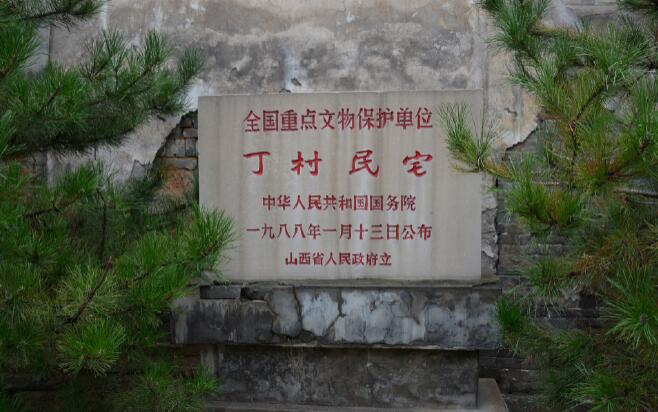 全国重点文物保护单位
丁村民宅
中华人民共和国国务院
一九八八年一月十三日公布
山西省人民政府立